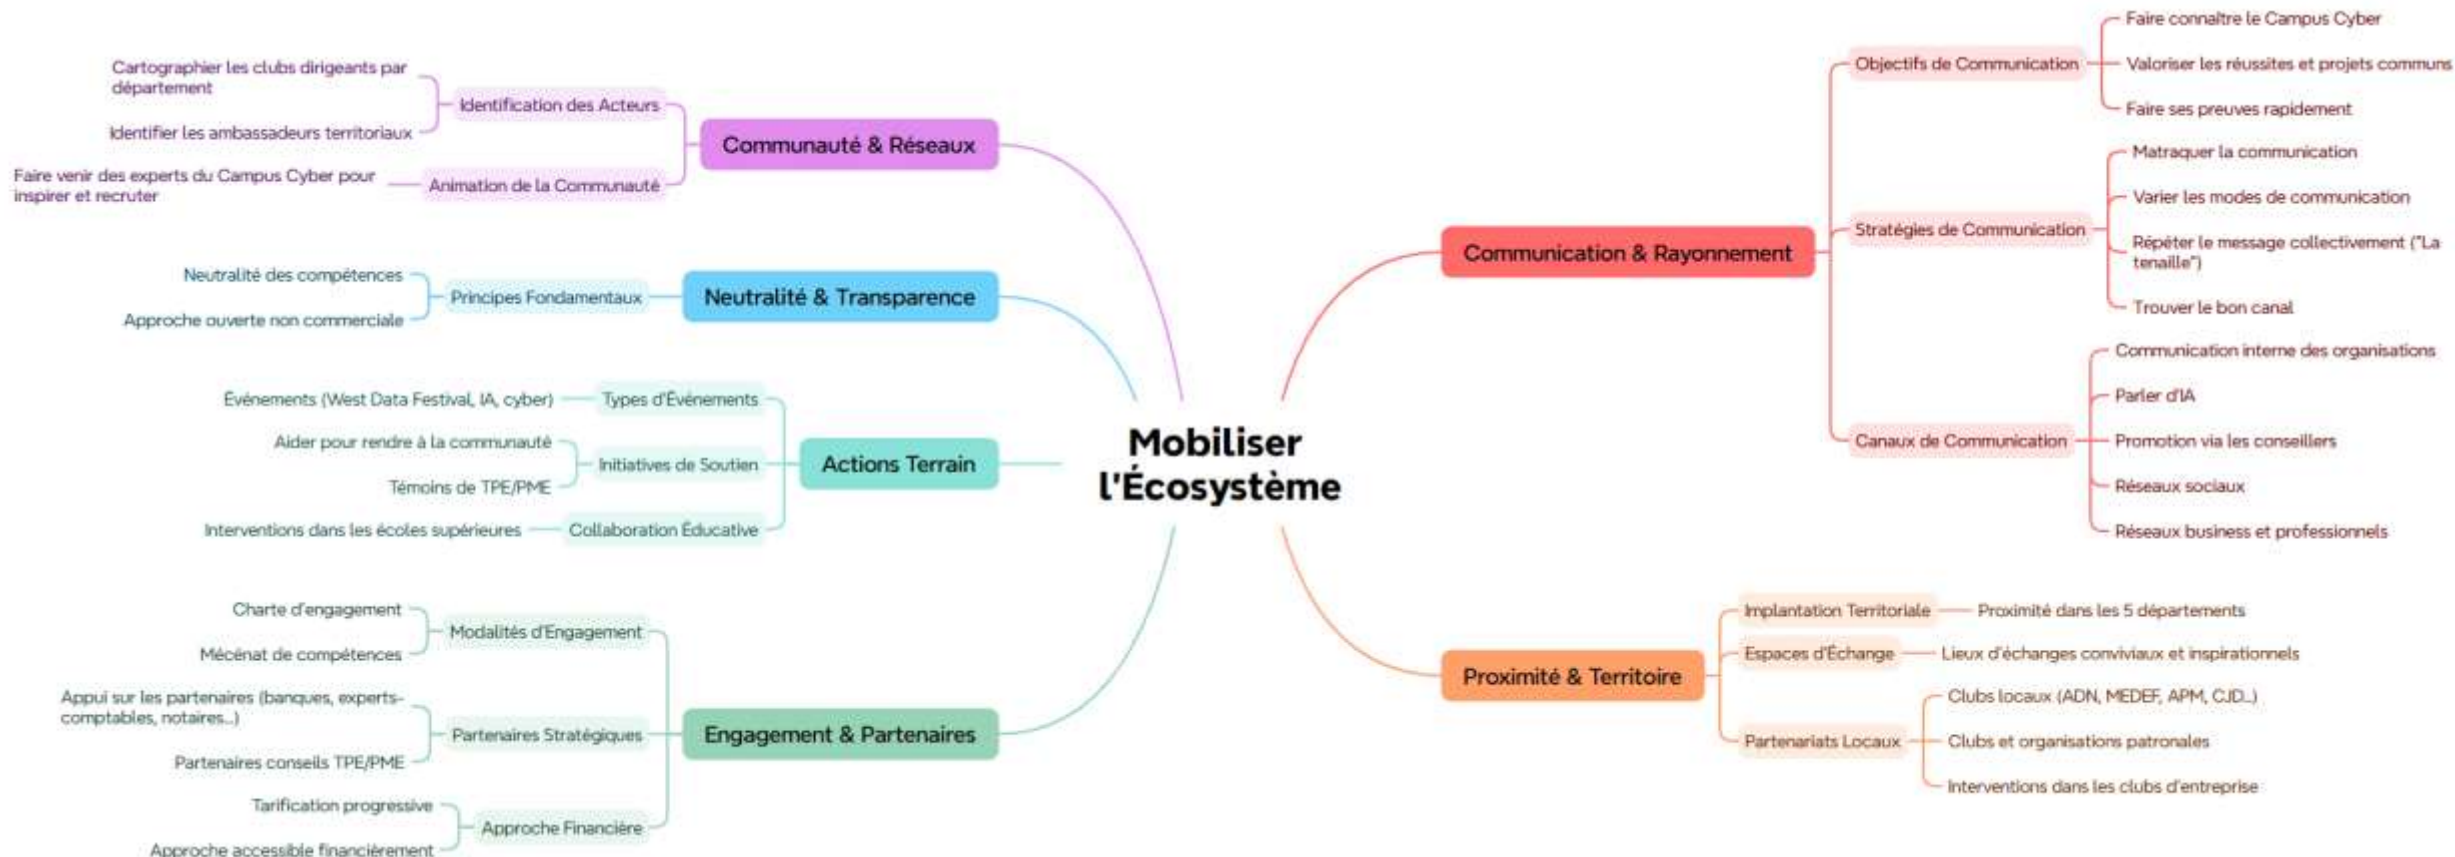 Mobiliser
l'Écosystème
Communication & Rayonnement
Objectifs de Communication
Faire connaître le Campus Cyber
Valoriser les réussites et projets communs
Faire ses preuves rapidement
Stratégies de Communication
Matraquer la communication
Varier les modes de communication
Répéter le message collectivement ("La
tenaille")
Trouver le bon canal
Canaux de Communication
Communication interne des organisations
Parler d'IA
Promotion via les conseillers
Réseaux sociaux
Réseaux business et professionnels
Proximité & Territoire
Implantation Territoriale
Proximité dans les 5 départements
Espaces d'Échange
Lieux d'échanges conviviaux et inspirationnels
Partenariats Locaux
Clubs locaux (ADN, MEDEF, APM, CJD...)
Clubs et organisations patronales
Interventions dans les clubs d'entreprise
Communauté & Réseaux
Identification des Acteurs
Cartographier les clubs dirigeants par
département
Identifier les ambassadeurs territoriaux
Animation de la Communauté
Faire venir des experts du Campus Cyber pour
inspirer et recruter
Neutralité & Transparence
Principes Fondamentaux
Neutralité des compétences
Approche ouverte non commerciale
Actions Terrain
Types d'Événements
Événements (West Data Festival, IA, cyber)
Initiatives de Soutien
Aider pour rendre à la communauté
Témoins de TPE/PME
Collaboration Éducative
Interventions dans les écoles supérieures
Engagement & Partenaires
Modalités d'Engagement
Charte d'engagement
Mécénat de compétences
Partenaires Stratégiques
Appui sur les partenaires (banques, experts-
comptables, notaires...)
Partenaires conseils TPE/PME
Approche Financière
Tarification progressive
Approche accessible financièrement